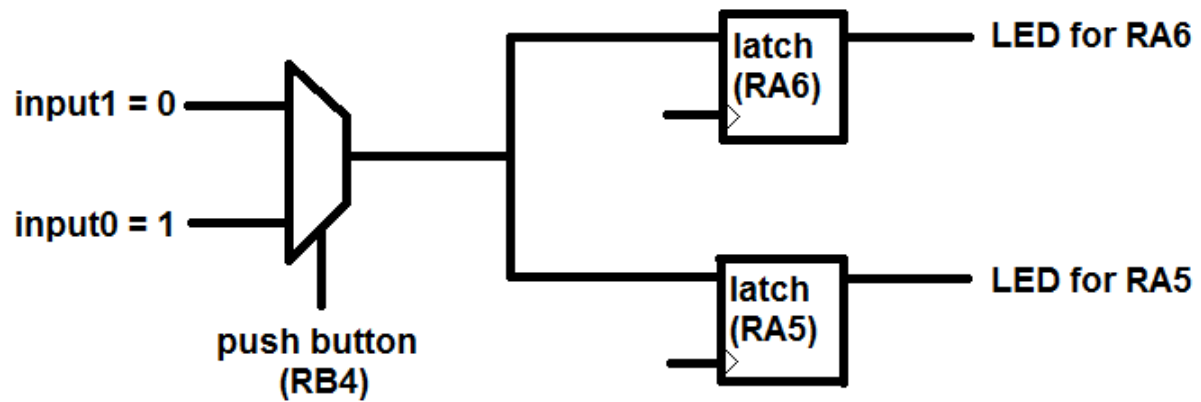 input1 = 0
input0 = 1
push button
(RB4)
latch
(RA6)
LED for RA6
latch
(RA5)
LED for RA5